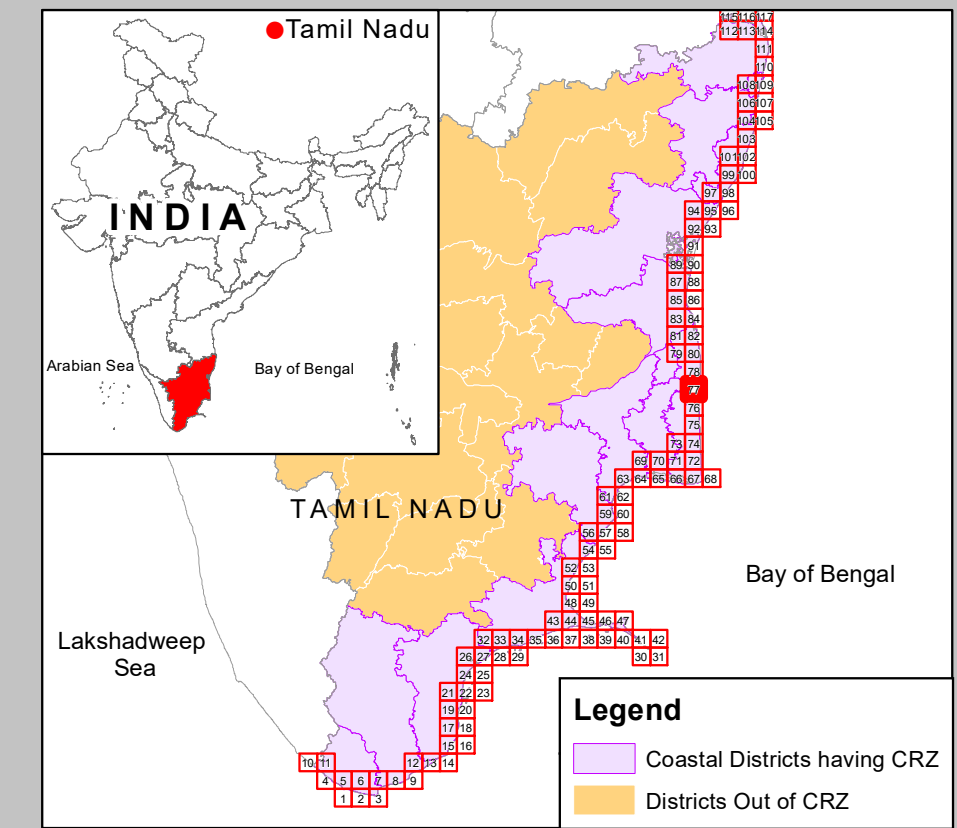 Tamil Nadu
INDIA
Arabian Sea
Bay of Bengal
115 116 117
112 113 114
111
110
108 109
106 107
104 105
103
101 102
99 100
97 98
94 95 96
92 93
91
89 90
87 88
85 86
83 84
81 82
79 80
78
77
76
75
73 74
69 70 71 72
63 64 65 66 67 68
61 62
TAMIL NADU
59 60
56 57 58
54 55
52 53
Bay of Bengal
50 51
48 49
43 44 45 46 47
Lakshadweep
Sea
32 33 34 35 36 37 38 39 40 41 42
26 27 28 29 30 31
24 25
21 22 23
19 20
17 18
15 16
10 11 12 13 14
4 5 6 7 8 9
1 2 3
Legend
Coastal Districts having CRZ
Districts Out of CRZ